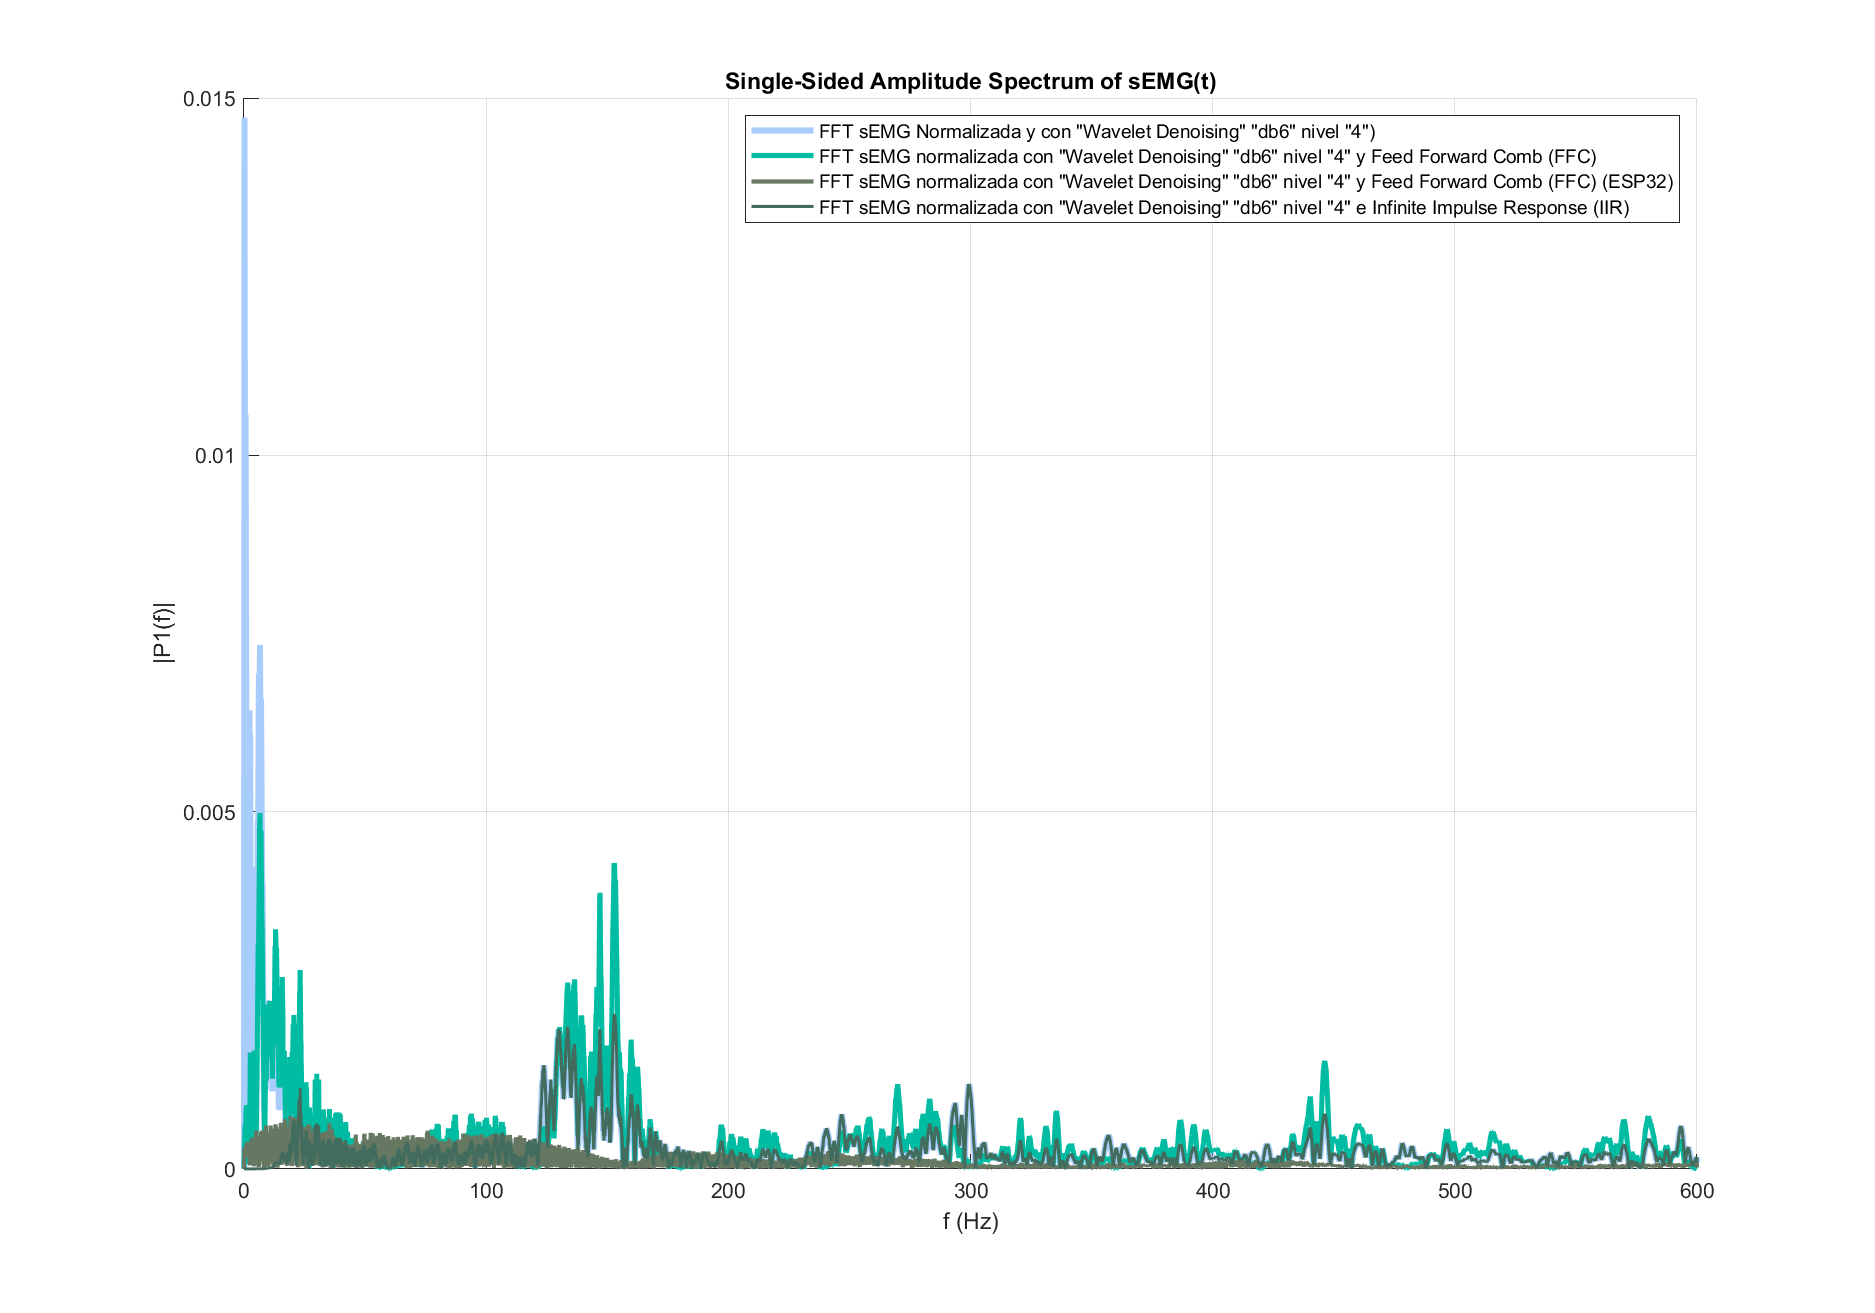 Single-Sided Amplitude Spectrum of sEMG(t)
FFT sEMG Normalizada y con "Wavelet Denoising" "db6" nivel "4")
FFT sEMG normalizada con "Wavelet Denoising" "db6" nivel "4" y Feed Forward Comb (FFC)
FFT sEMG normalizada con "Wavelet Denoising" "db6" nivel "4" y Feed Forward Comb (FFC) (ESP32)
FFT sEMG normalizada con "Wavelet Denoising" "db6" nivel "4" e Infinite Impulse Response (IIR)
0.015
0.01
0.005
0
|P1(f)|
0 100 200 300 400 500 600
f (Hz)